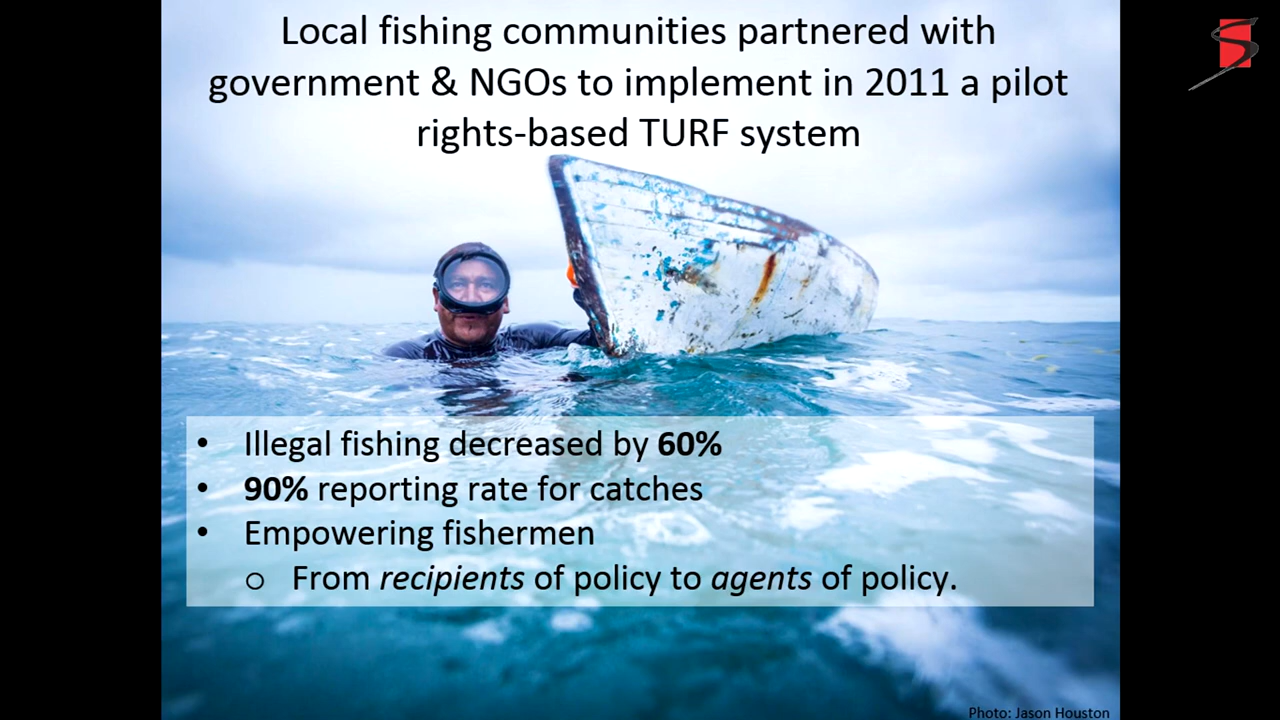 Local fishing communities partnered with
government & NGOs to implement in 2011 a pilot
rights-based TURF system
• Illegal fishing decreased by 60%
• 90% reporting rate for catches
• Empowering fishermen
o From recipients of policy to agents of policy.
Photo: Jason Houston